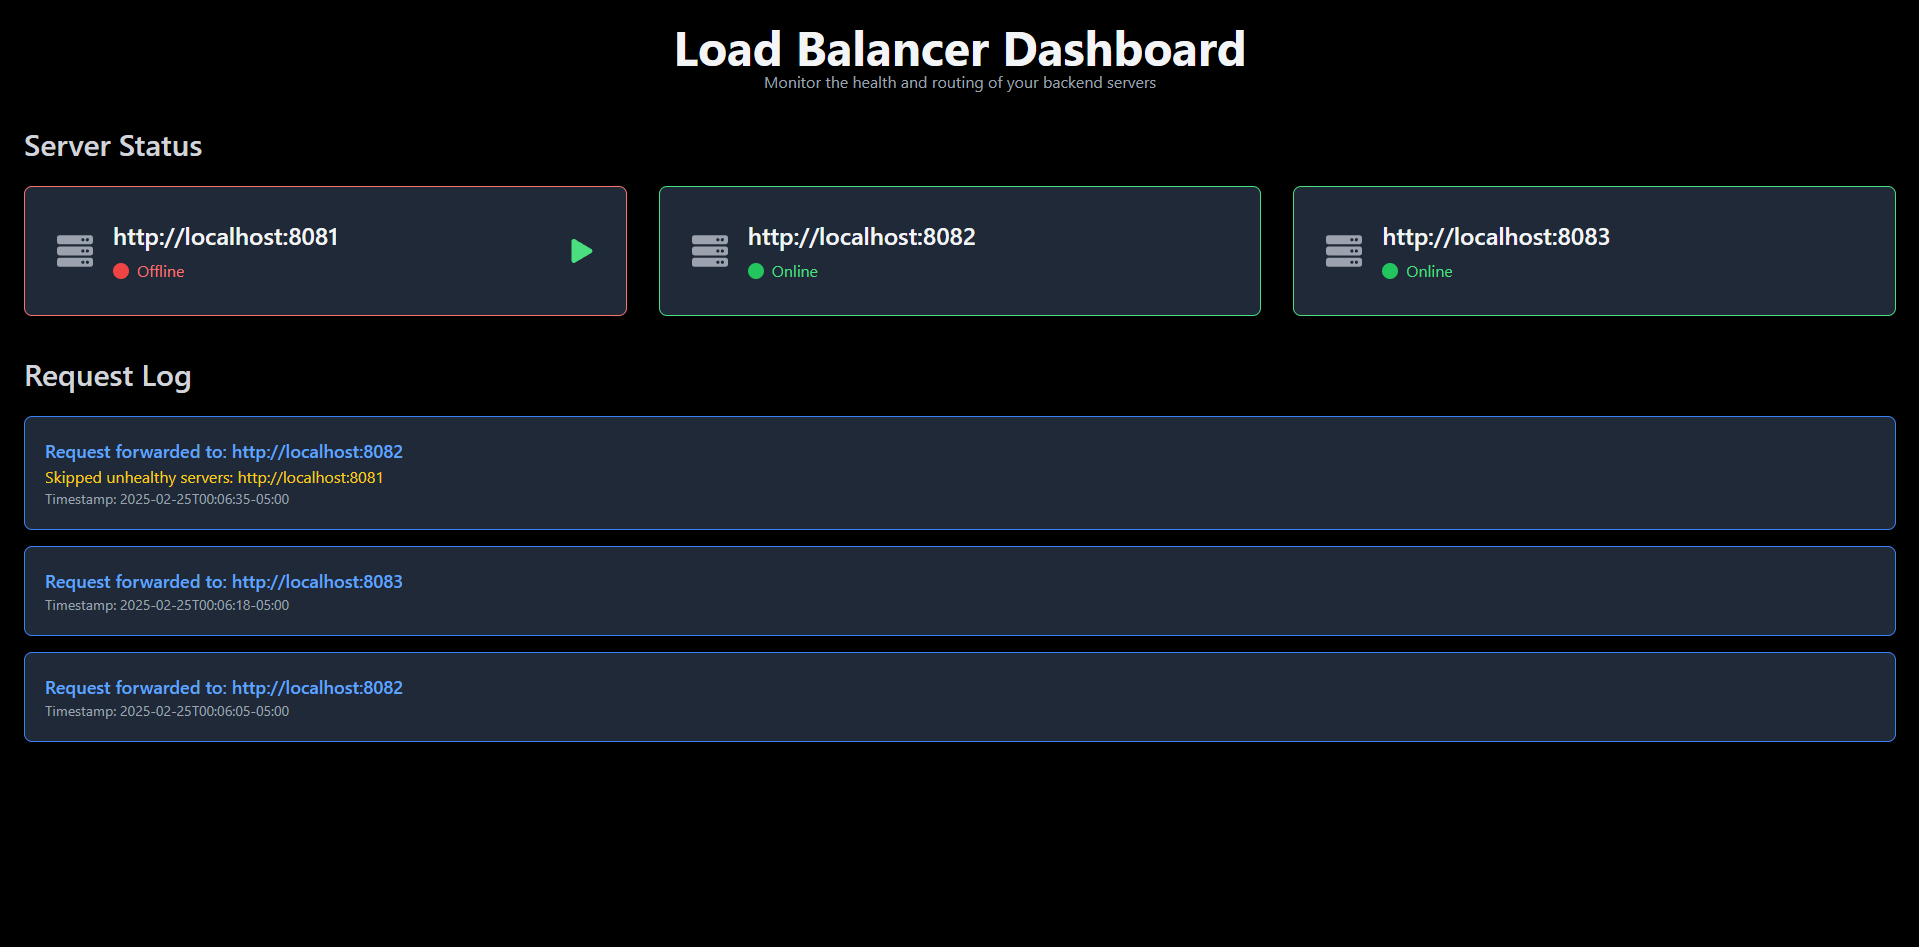 Load Balancer Dashboard
Monitor the health and routing of your backend servers
Server Status
http://localhost:8081
Offline
http://localhost:8082
Online
http://localhost:8083
Online
Request Log
Request forwarded to: http://localhost:8082
Skipped unhealthy servers: http://localhost:8081
Timestamp: 2025-02-25T00:06:35-05:00
Request forwarded to: http://localhost:8083
Timestamp: 2025-02-25T00:06:18-05:00
Request forwarded to: http://localhost:8082
Timestamp: 2025-02-25T00:06:05-05:00